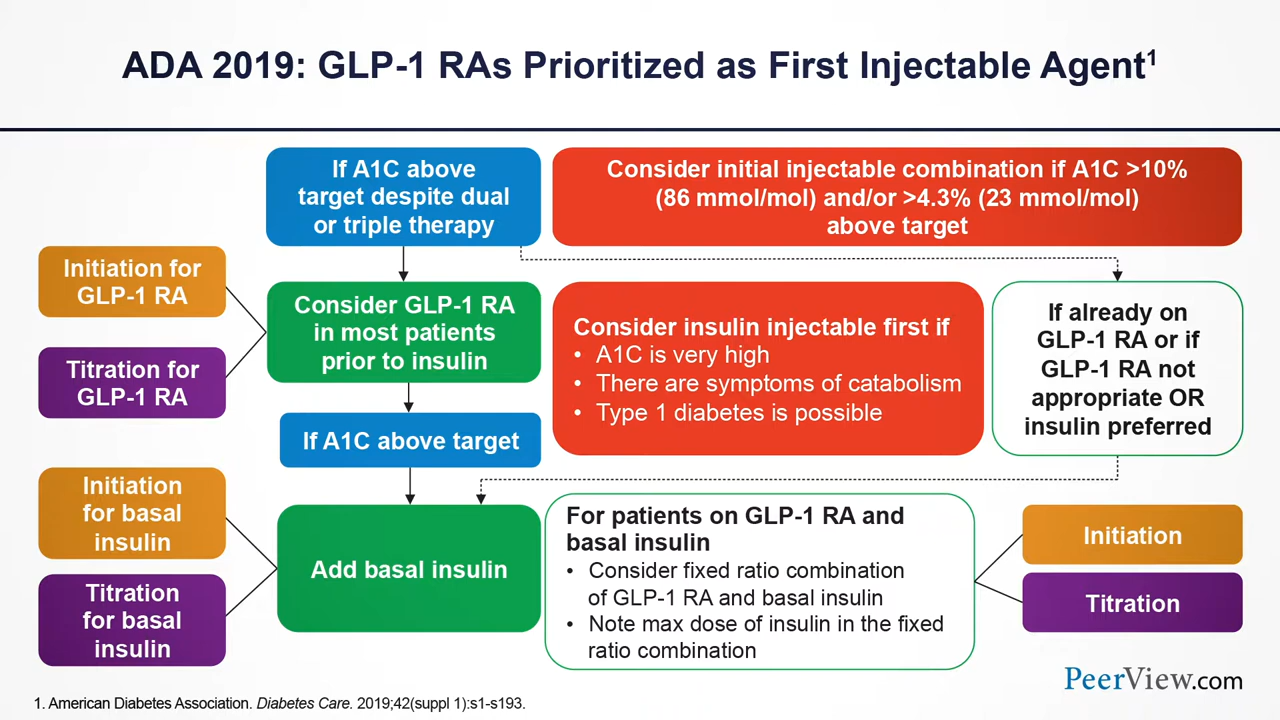 ADA 2019: GLP-1 RAs Prioritized as First Injectable Agent¹
If A1C above
target despite dual
or triple therapy
Consider initial injectable combination if A1C >10%
(86 mmol/mol) and/or >4.3% (23 mmol/mol)
above target
Initiation for
GLP-1 RA
Titration for
GLP-1 RA
Consider GLP-1 RA
in most patients
prior to insulin
Consider insulin injectable first if
• A1C is very high
• There are symptoms of catabolism
• Type 1 diabetes is possible
If already on
GLP-1 RA or if
GLP-1 RA not
appropriate OR
insulin preferred
If A1C above target
Initiation
for basal
insulin
Titration
for basal
insulin
Add basal insulin
For patients on GLP-1 RA and
basal insulin
• Consider fixed ratio combination
of GLP-1 RA and basal insulin
• Note max dose of insulin in the fixed
ratio combination
Initiation
Titration
PeerView.com
1. American Diabetes Association. Diabetes Care. 2019;42(suppl 1):s1-s193.